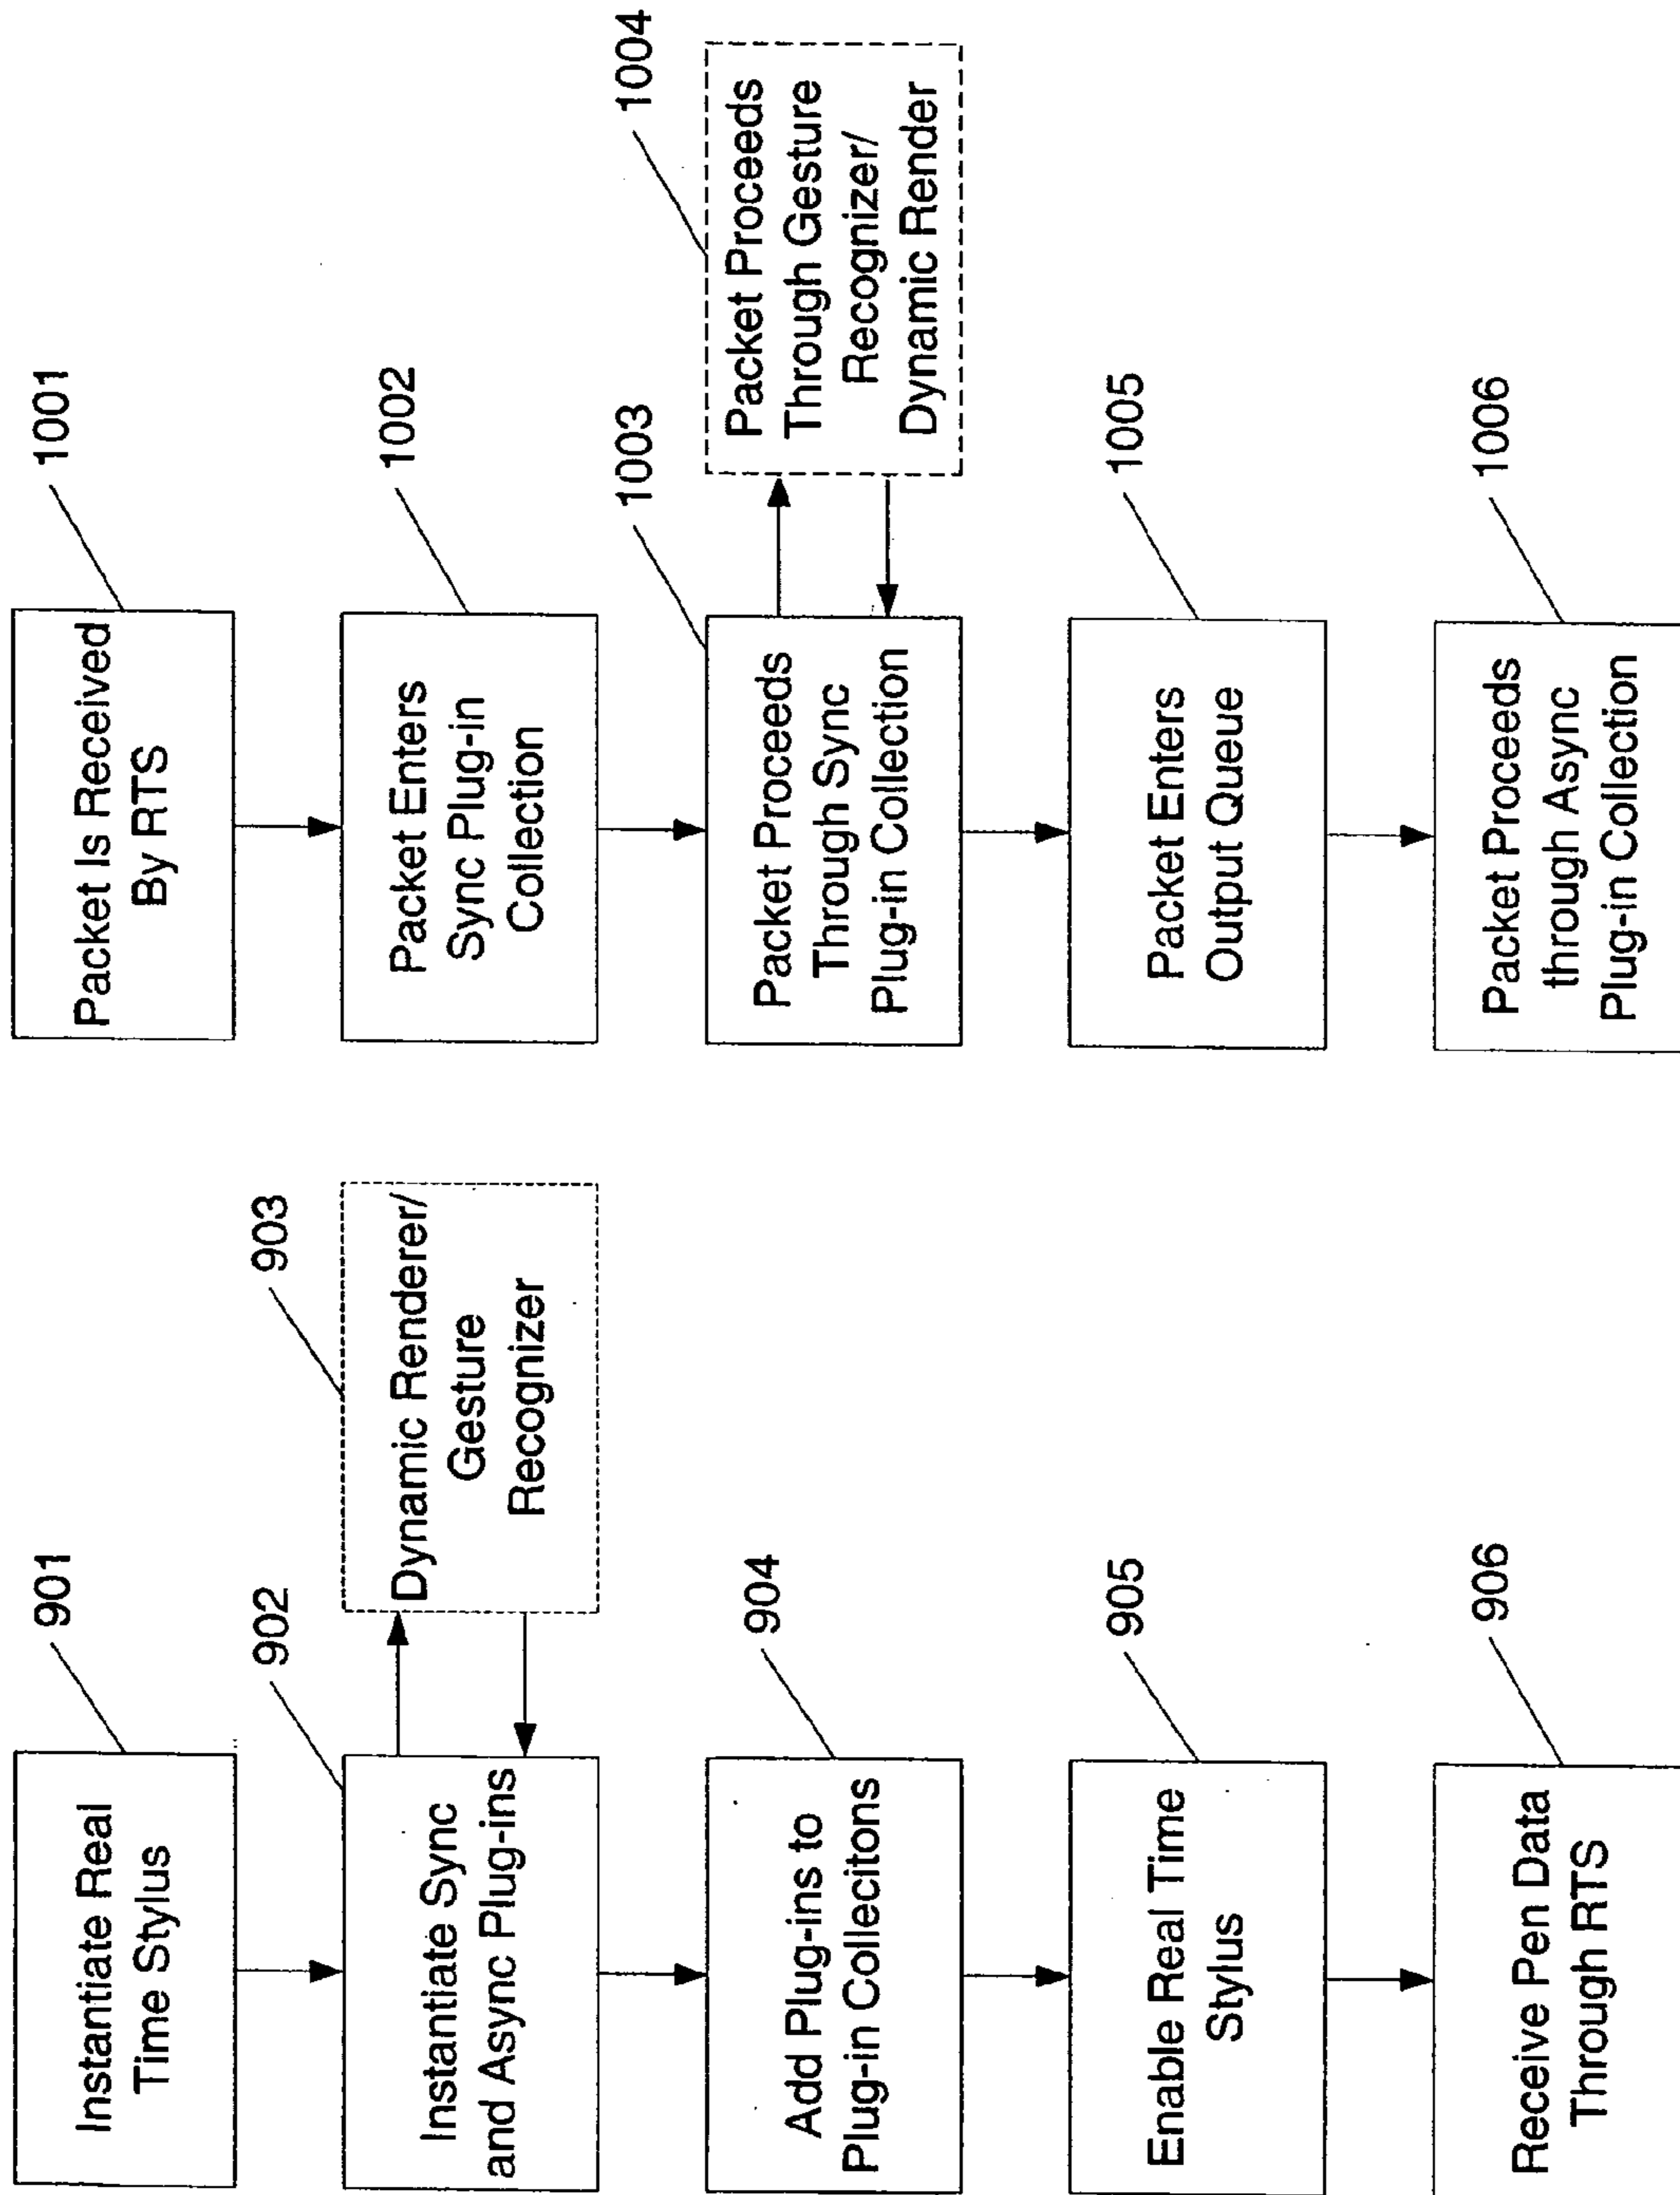 901
Instantiate Real
Time Stylus
902
Instantiate Sync
and Async Plug-ins
903
Dynamic Renderer/
Gesture
Recognizer
904
Add Plug-ins to
Plug-in Collecitons
905
Enable Real Time
Stylus
906
Receive Pen Data
Through RTS
1001
Packet Is Received
By RTS
1002
Packet Enters
Sync Plug-in
Collection
1003
Packet Proceeds
Through Sync
Plug-in Collection
1004
Packet Proceeds
Through Gesture
Recognizer/
Dynamic Render
1005
Packet Enters
Output Queue
1006
Packet Proceeds
through Async
Plug-in Collection